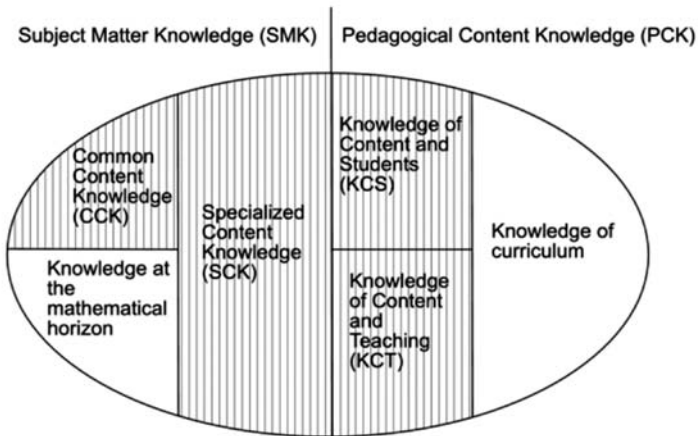 Subject Matter Knowledge (SMK)
Pedagogical Content Knowledge (PCK)
Common
Content
Knowledge
(CCK)
Knowledge at
the
mathematical
horizon
Specialized
Content
Knowledge
(SCK)
Knowledge of
Content and
Students
(KCS)
Knowledge
of Content
and
Teaching
(KCT)
Knowledge of
curriculum